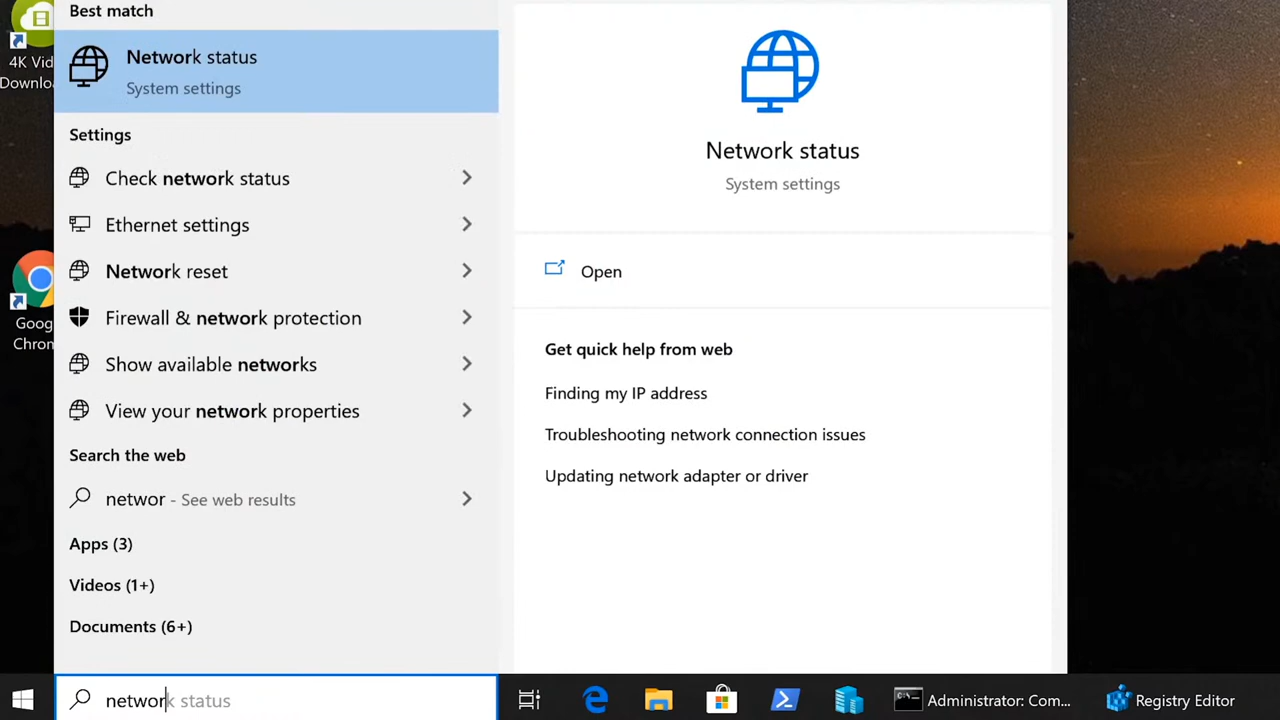 Best match
4K Vid
Downlo
Network status
System settings
Settings
Check network status
Ethernet settings
Network reset
Firewall & network protection
Show available networks
View your network properties
Search the web
networ - See web results
Apps (3)
Videos (1+)
Documents (6+)
Goog
Chron
Network status
System settings
Open
Get quick help from web
Finding my IP address
Troubleshooting network connection issues
Updating network adapter or driver
network status
Administrator: Com...
Registry Editor